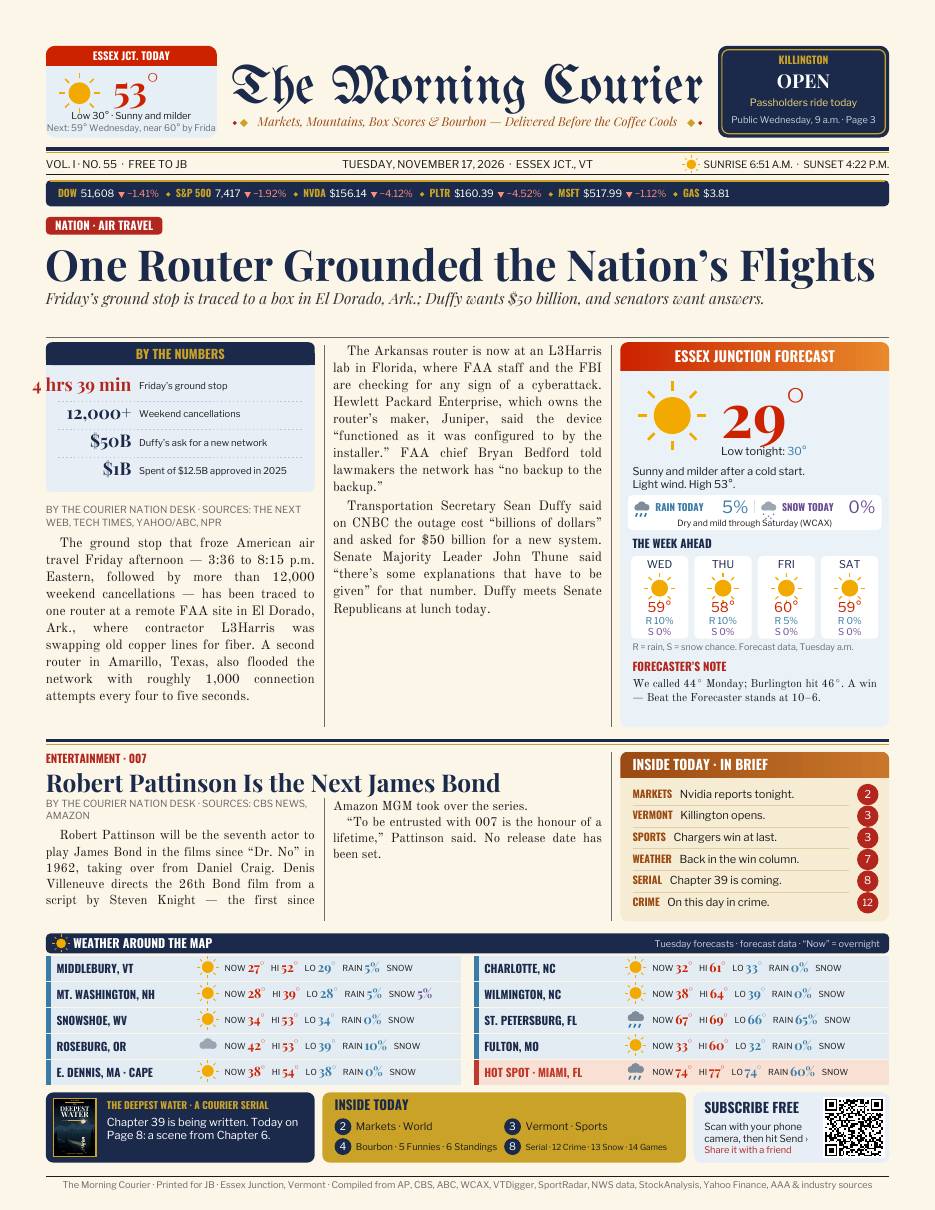 ESSEX JCT. TODAY
53°
Low 30° · Sunny and milder
Next: 59° Wednesday, near 60° by Frida
The Morning Courier
Markets, Mountains, Box Scores & Bourbon — Delivered Before the Coffee Cools
KILLINGTON
OPEN
Passholders ride today
Public Wednesday, 9 a.m. · Page 3
VOL. I · NO. 55 · FREE TO JB
TUESDAY, NOVEMBER 17, 2026 · ESSEX JCT., VT
SUNRISE 6:51 A.M. · SUNSET 4:22 P.M.
DOW 51,608 ▼ −1.41% ◆ S&P 500 7,417 ▼ −1.92% ◆ NVDA $156.14 ▼ −4.12% ◆ PLTR $160.39 ▼ −4.52% ◆ MSFT $517.99 ▼ −1.12% ◆ GAS $3.81
NATION · AIR TRAVEL
One Router Grounded the Nation’s Flights
Friday’s ground stop is traced to a box in El Dorado, Ark.; Duffy wants $50 billion, and senators want answers.
BY THE NUMBERS
4 hrs 39 min Friday’s ground stop
12,000+ Weekend cancellations
$50B Duffy’s ask for a new network
$1B Spent of $12.5B approved in 2025
BY THE COURIER NATION DESK · SOURCES: THE NEXT
WEB, TECH TIMES, YAHOO/ABC, NPR
The ground stop that froze American air
travel Friday afternoon — 3:36 to 8:15 p.m.
Eastern, followed by more than 12,000
weekend cancellations — has been traced to
one router at a remote FAA site in El Dorado,
Ark., where contractor L3Harris was
swapping old copper lines for fiber. A second
router in Amarillo, Texas, also flooded the
network with roughly 1,000 connection
attempts every four to five seconds.
The Arkansas router is now at an L3Harris
lab in Florida, where FAA staff and the FBI
are checking for any sign of a cyberattack.
Hewlett Packard Enterprise, which owns the
router’s maker, Juniper, said the device
“functioned as it was configured to by the
installer.” FAA chief Bryan Bedford told
lawmakers the network has “no backup to the
backup.”
Transportation Secretary Sean Duffy said
on CNBC the outage cost “billions of dollars”
and asked for $50 billion for a new system.
Senate Majority Leader John Thune said
“there’s some explanations that have to be
given” for that number. Duffy meets Senate
Republicans at lunch today.
ESSEX JUNCTION FORECAST
29°
Low tonight: 30°
Sunny and milder after a cold start.
Light wind. High 53°.
RAIN TODAY 5% SNOW TODAY 0%
Dry and mild through Saturday (WCAX)
THE WEEK AHEAD
WED THU FRI SAT
59° 58° 60° 59°
R 10% R 10% R 5% R 0%
S 0% S 0% S 0% S 0%
R = rain, S = snow chance. Forecast data, Tuesday a.m.
FORECASTER’S NOTE
We called 44° Monday; Burlington hit 46°. A win
— Beat the Forecaster stands at 10–6.
ENTERTAINMENT · 007
Robert Pattinson Is the Next James Bond
BY THE COURIER NATION DESK · SOURCES: CBS NEWS,
AMAZON
Robert Pattinson will be the seventh actor to
play James Bond in the films since “Dr. No” in
1962, taking over from Daniel Craig. Denis
Villeneuve directs the 26th Bond film from a
script by Steven Knight — the first since
Amazon MGM took over the series.
“To be entrusted with 007 is the honour of a
lifetime,” Pattinson said. No release date has
been set.
INSIDE TODAY · IN BRIEF
MARKETS Nvidia reports tonight. 2
VERMONT Killington opens. 3
SPORTS Chargers win at last. 3
WEATHER Back in the win column. 7
SERIAL Chapter 39 is coming. 8
CRIME On this day in crime. 12
WEATHER AROUND THE MAP
Tuesday forecasts · forecast data · “Now” = overnight
MIDDLEBURY, VT NOW 27° HI 52° LO 29° RAIN 5% SNOW
MT. WASHINGTON, NH NOW 28° HI 39° LO 28° RAIN 5% SNOW 5%
SNOWSHOE, WV NOW 34° HI 53° LO 34° RAIN 0% SNOW
ROSEBURG, OR NOW 42° HI 53° LO 39° RAIN 10% SNOW
E. DENNIS, MA · CAPE NOW 38° HI 54° LO 38° RAIN 0% SNOW
CHARLOTTE, NC NOW 32° HI 61° LO 33° RAIN 0% SNOW
WILMINGTON, NC NOW 38° HI 64° LO 39° RAIN 0% SNOW
ST. PETERSBURG, FL NOW 67° HI 69° LO 66° RAIN 65% SNOW
FULTON, MO NOW 33° HI 60° LO 32° RAIN 0% SNOW
HOT SPOT · MIAMI, FL NOW 74° HI 77° LO 74° RAIN 60% SNOW
DEEPEST
WATER
THE DEEPEST WATER · A COURIER SERIAL
Chapter 39 is being written. Today on
Page 8: a scene from Chapter 6.
INSIDE TODAY
2 Markets · World
3 Vermont · Sports
4 Bourbon · 5 Funnies · 6 Standings
8 Serial · 12 Crime · 13 Snow · 14 Games
SUBSCRIBE FREE
Scan with your phone
camera, then hit Send ›
Share it with a friend
The Morning Courier · Printed for JB · Essex Junction, Vermont · Compiled from AP, CBS, ABC, WCAX, VTDigger, SportRadar, NWS data, StockAnalysis, Yahoo Finance, AAA & industry sources